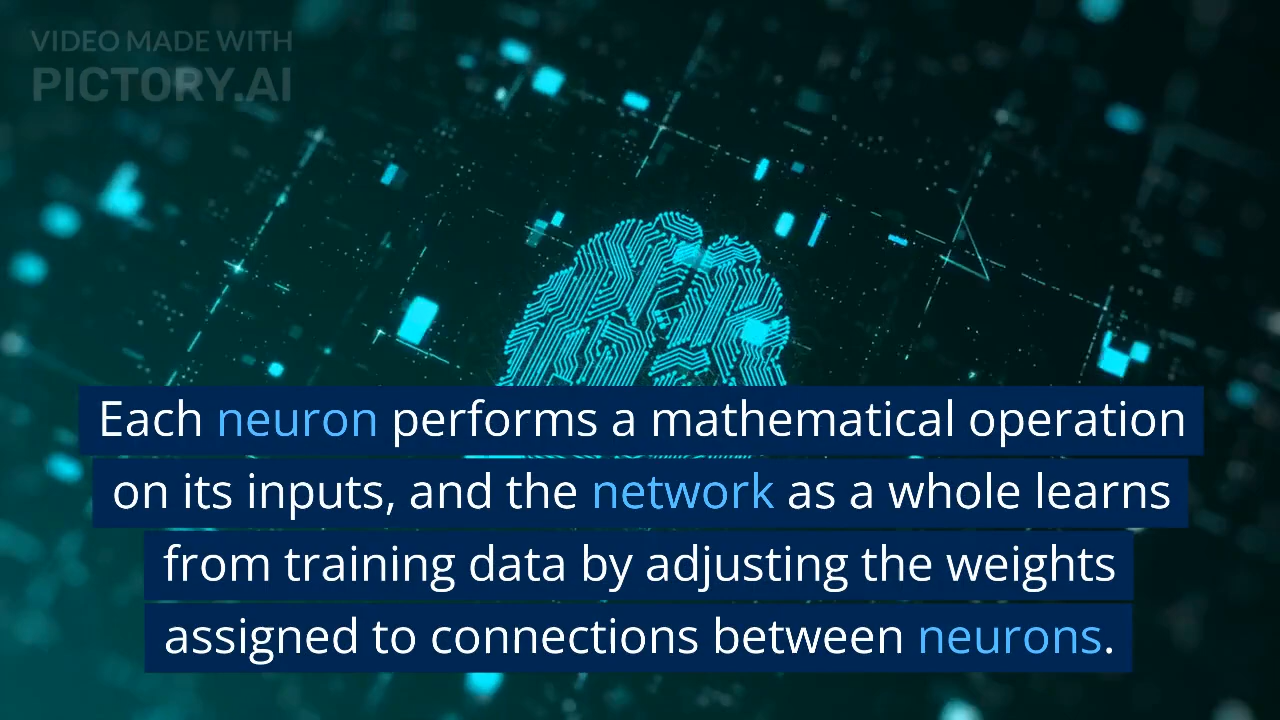 VIDEO MADE WITH
PICTORY.AI
Each neuron performs a mathematical operation
on its inputs, and the network as a whole learns
from training data by adjusting the weights
assigned to connections between neurons.